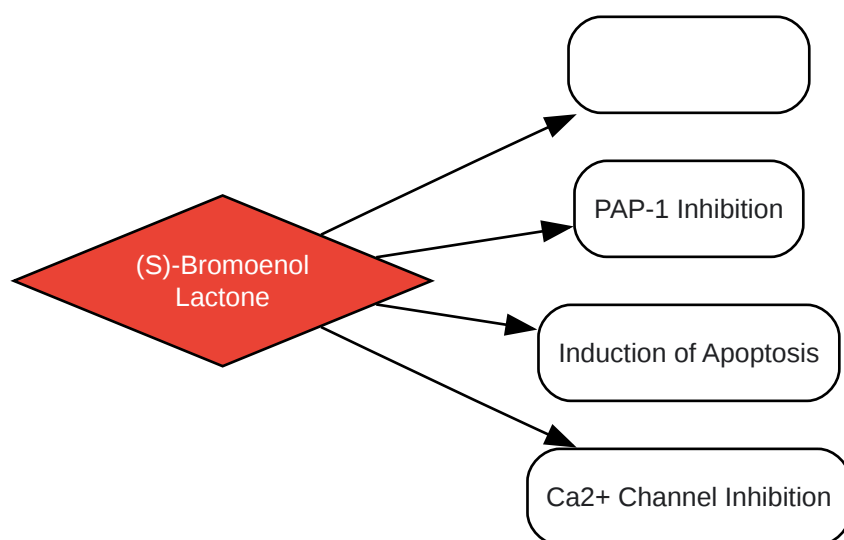 (S)-Bromoenol
Lactone
PAP-1 Inhibition
Induction of Apoptosis
Ca2+ Channel Inhibition